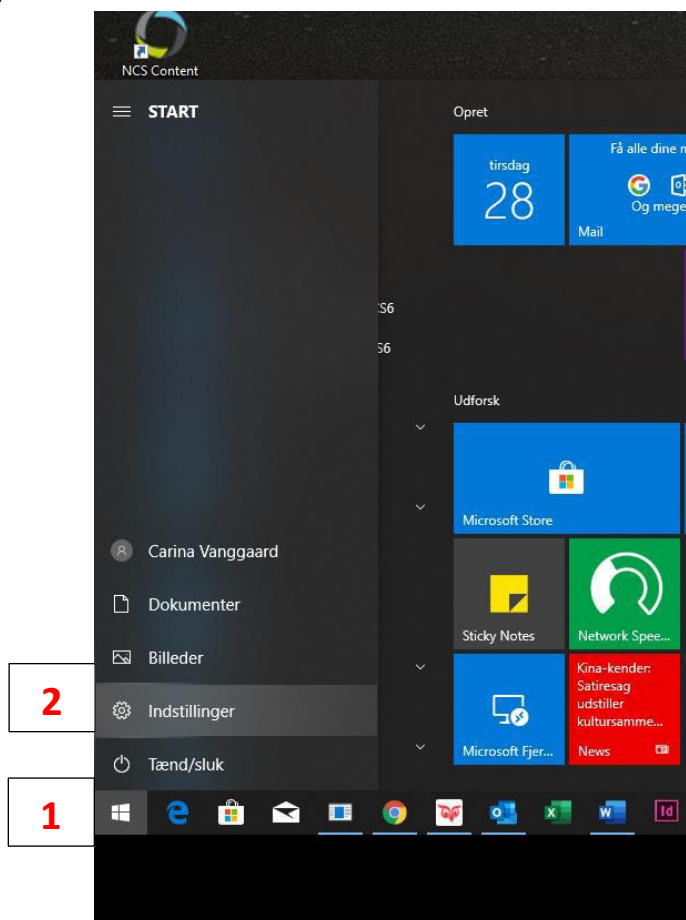 NCS Content
START
Opret
tirsdag
28
Få alle dine
Og mege
Mail
S6
Udforsk
Microsoft Store
Carina Vanggaard
Dokumenter
Sticky Notes
Network Spee...
Billeder
Kina-kender:
Satiresag
udstiller
kultursamme...
2
Indstillinger
Microsoft Fjer...
News
Tænd/sluk
1
Id